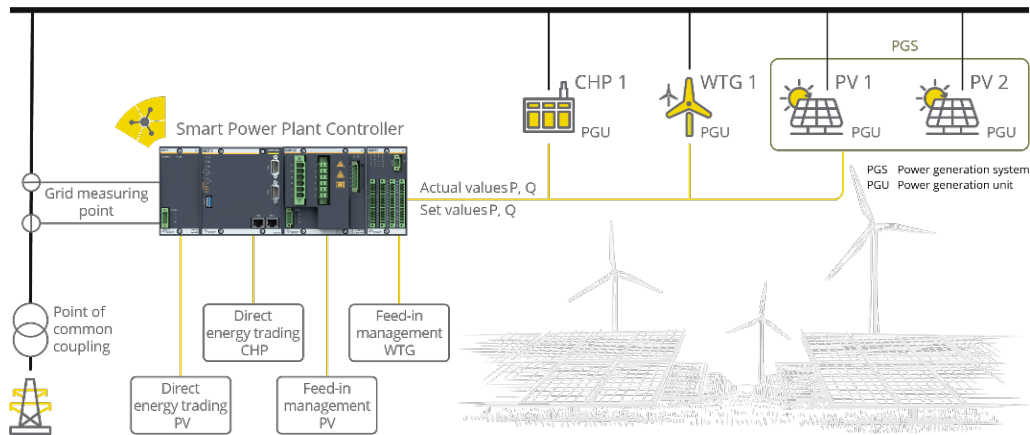 PGS
CHP 1
PGU
WTG 1
PGU
PV 1
PGU
PV 2
PGU
Smart Power Plant Controller
PGS Power generation system
PGU Power generation unit
Grid measuring
point
Actual values P, Q
Set values P, Q
Point of
common
coupling
Direct
energy trading
CHP
Feed-in
management
WTG
Direct
energy trading
PV
Feed-in
management
PV